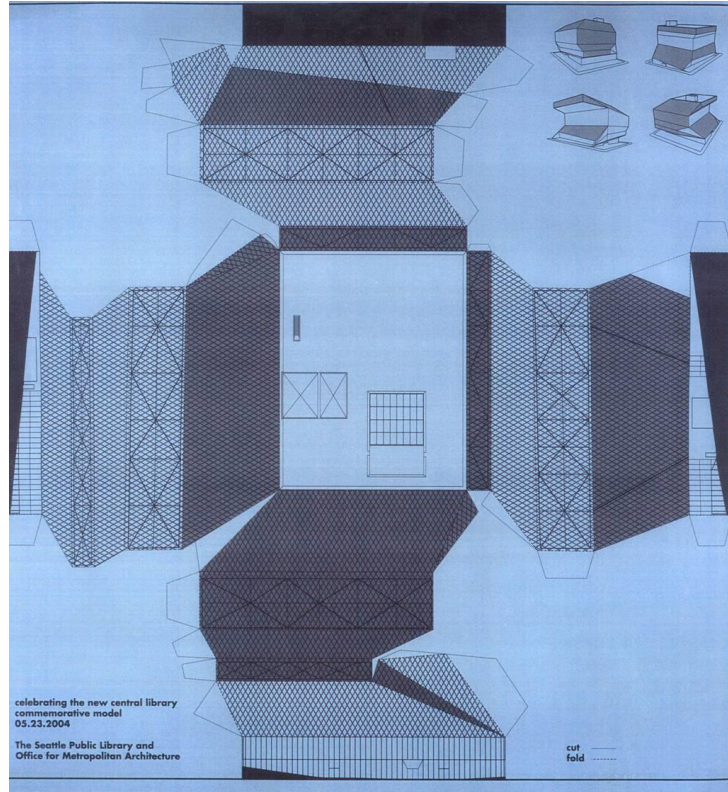 celebrating the new central library
commemorative model
05.23.2004
The Seattle Public Library and
Office for Metropolitan Architecture
cut
fold